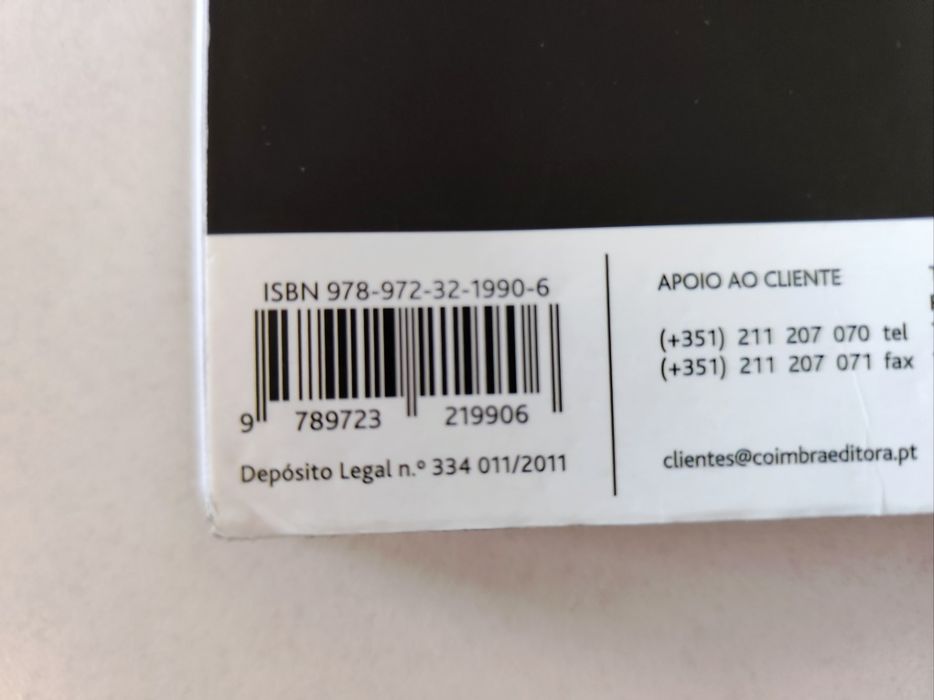 ISBN 978-972-32-1990-6
9 789723 219906
Depósito Legal n.º 334 011/2011
APOIO AO CLIENTE
(+351) 211 207 070 tel
(+351) 211 207 071 fax
clientes@coimbraeditora.pt